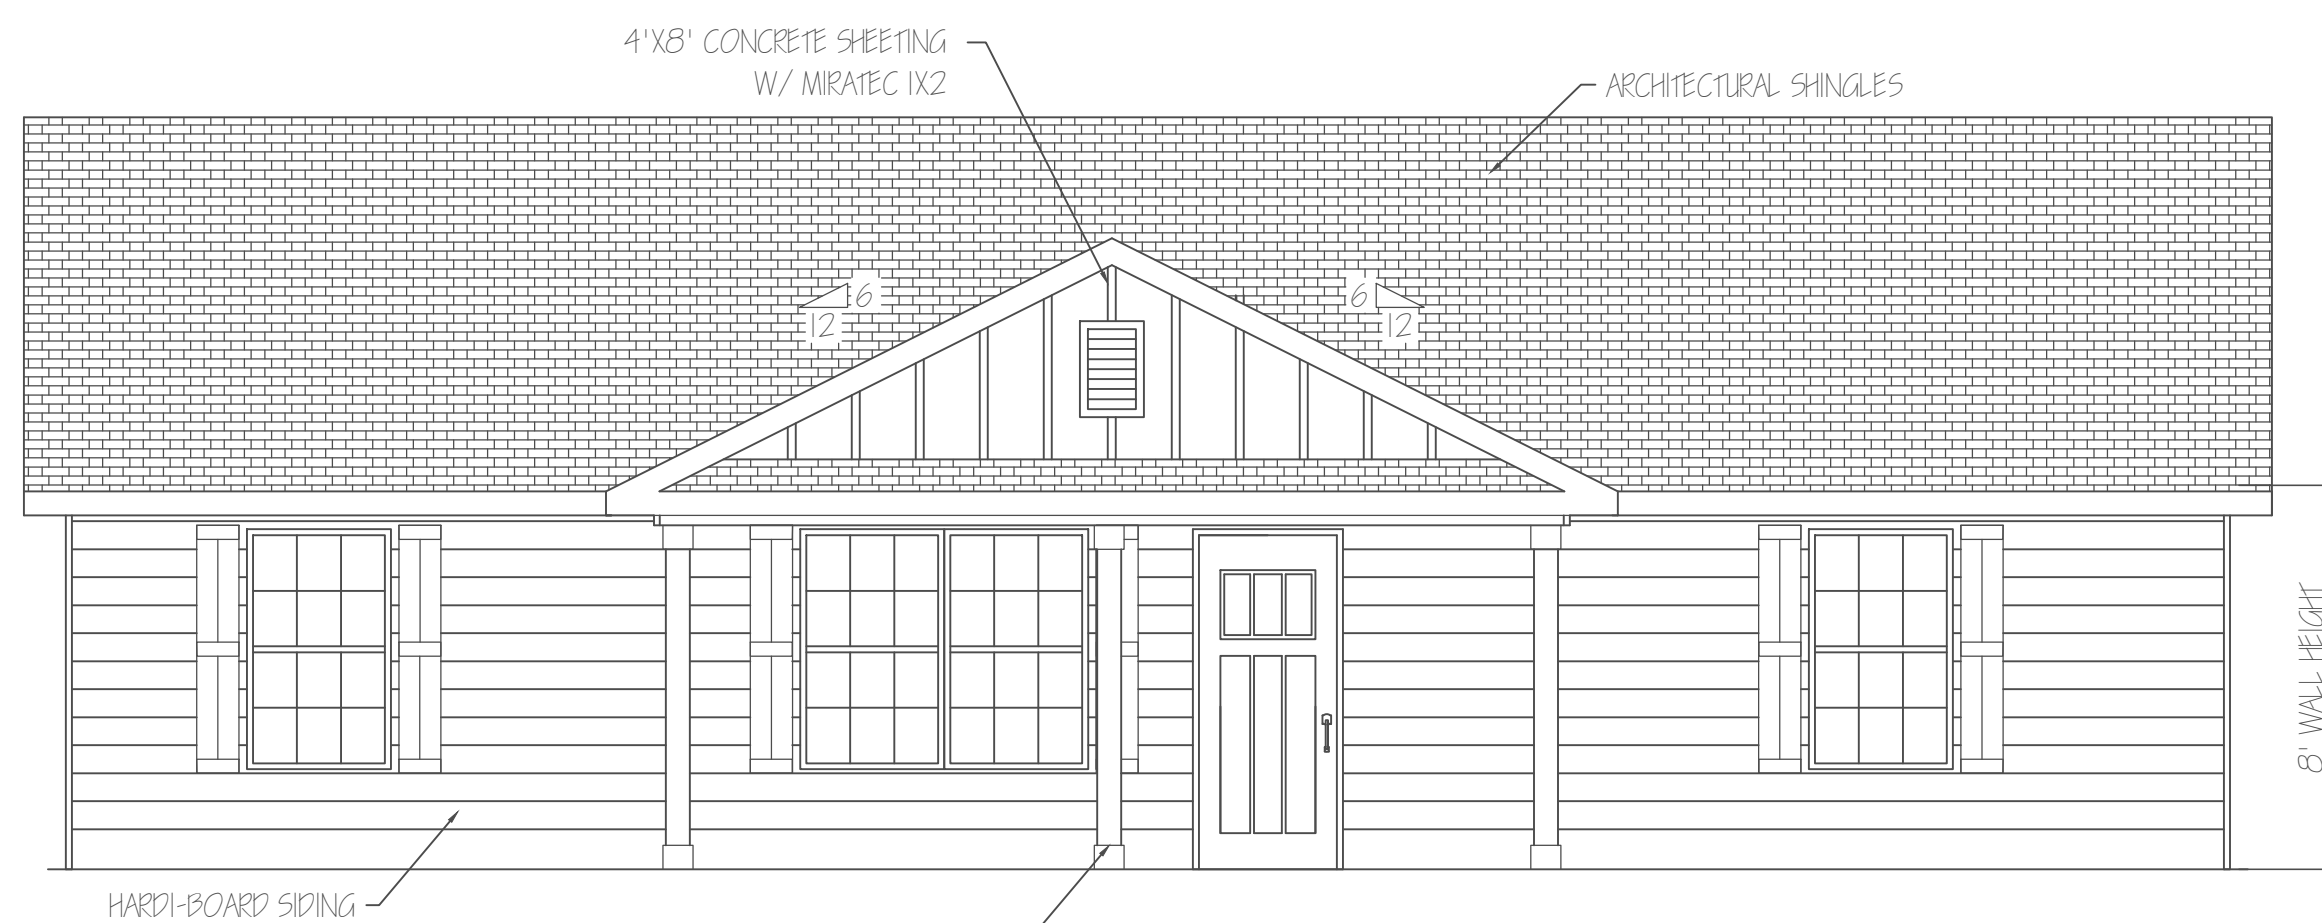 4'X8' CONCRETE SHEETING
W/ MIRATEC 1X2
ARCHITECTURAL SHINGLES
6
12
6
12
8' WALL HEIGHT
HARDI-BOARD SIDING